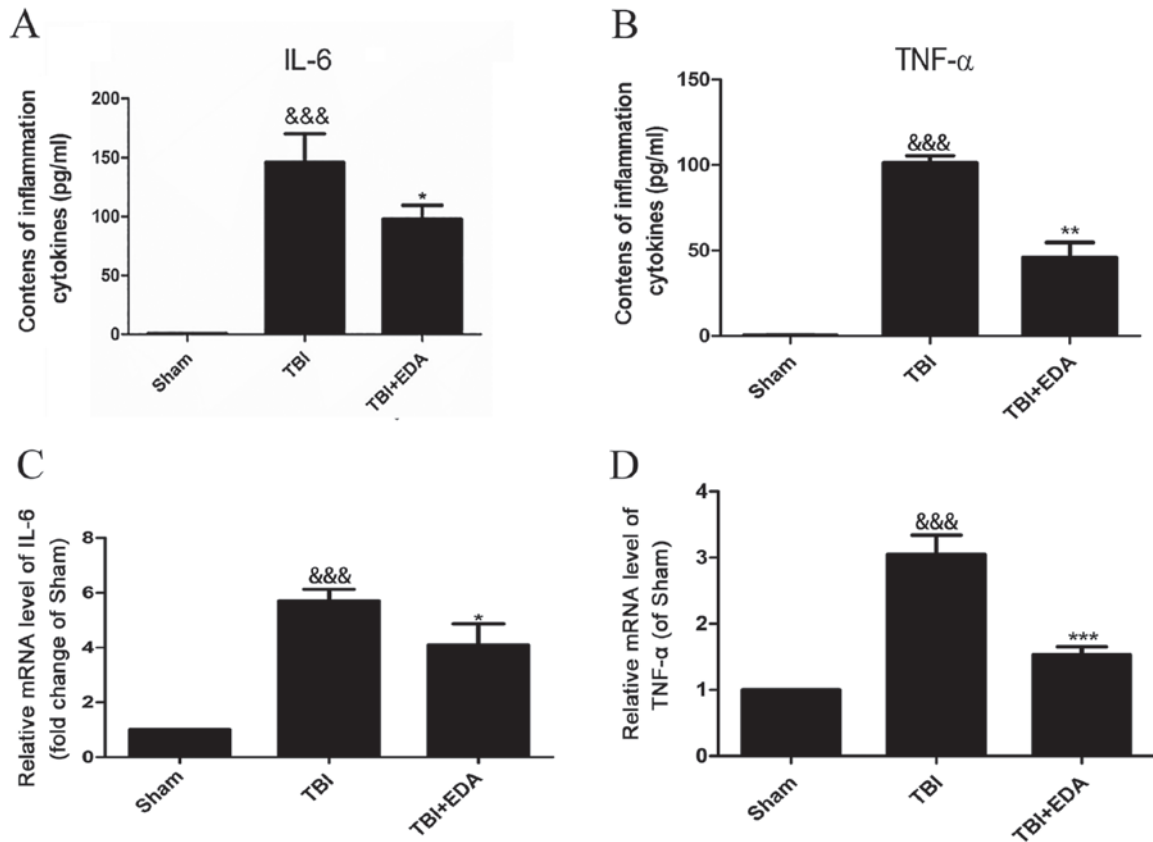 A
IL-6
Contens of inflammation
cytokines (pg/ml)
200
150
100
50
0
&&&
*
Sham
TBI
TBI+EDA
B
TNF-α
Contens of inflammation
cytokines (pg/ml)
150
100
50
0
&&&
**
Sham
TBI
TBI+EDA
C
Relative mRNA level of IL-6
(fold change of Sham)
8
6
4
2
0
&&&
*
Sham
TBI
TBI+EDA
D
Relative mRNA level of
TNF-α (of Sham)
4
3
2
1
0
&&&
***
Sham
TBI
TBI+EDA